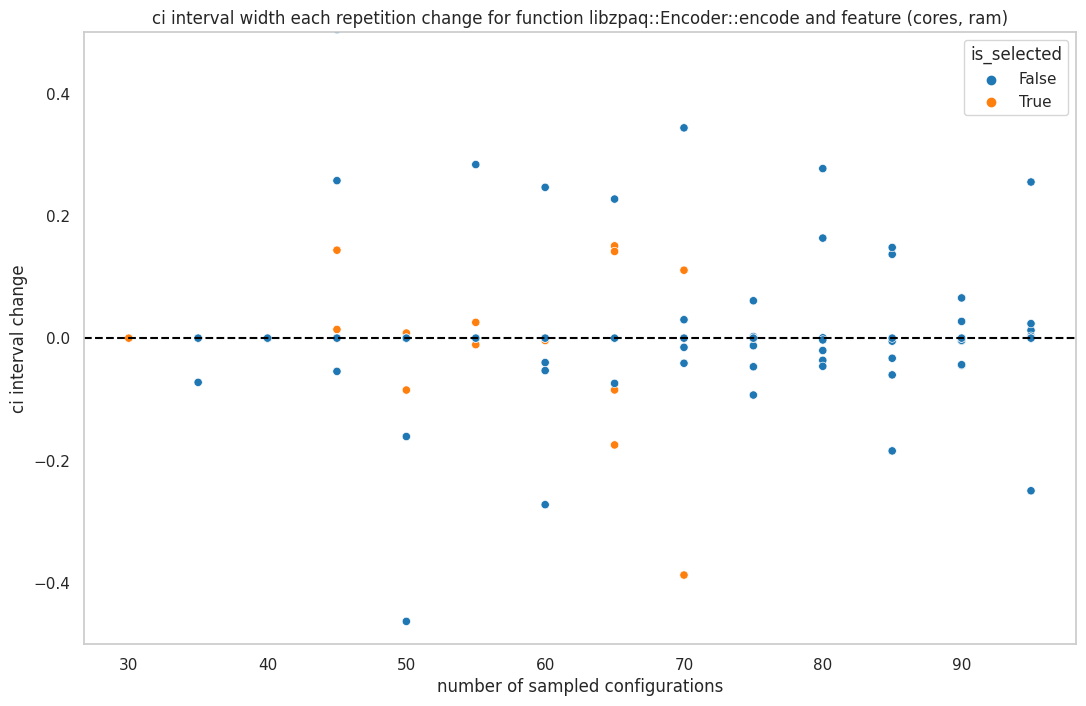 ci interval width each repetition change for function libzpaq::Encoder::encode and feature (cores, ram)
is_selected
False
True
ci interval change
0.4
0.2
0.0
−0.2
−0.4
30 40 50 60 70 80 90
number of sampled configurations